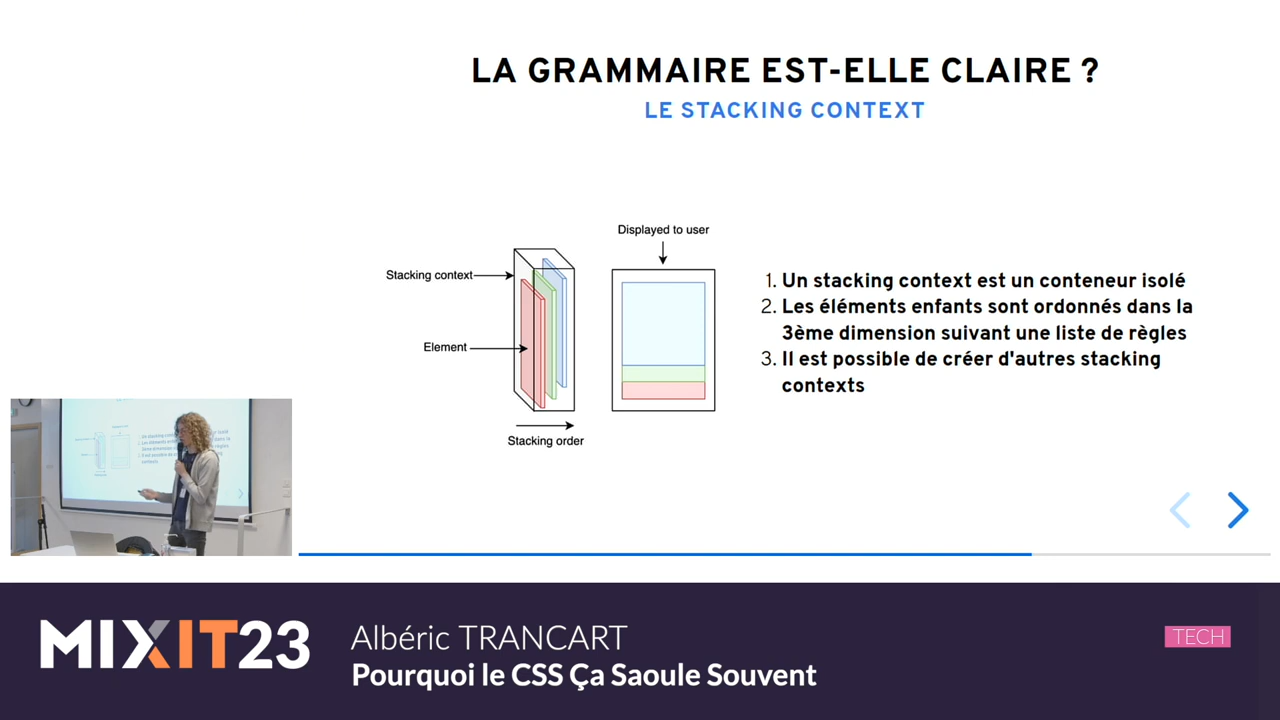 LA GRAMMAIRE EST-ELLE CLAIRE ?
LE STACKING CONTEXT
Displayed to user
Stacking context
Element
Stacking order
1. Un stacking context est un conteneur isolé
2. Les éléments enfants sont ordonnés dans la
3ème dimension suivant une liste de règles
3. Il est possible de créer d'autres stacking
contexts
MIXIT23
Albéric TRANCART
Pourquoi le CSS Ça Saoule Souvent
TECH